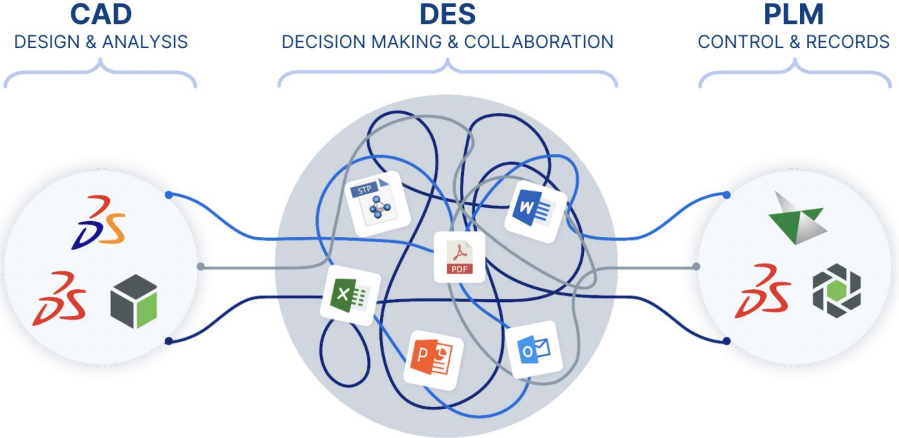 CAD
DESIGN & ANALYSIS
DES
DECISION MAKING & COLLABORATION
PLM
CONTROL & RECORDS
STP
W
PDF
X
P
O